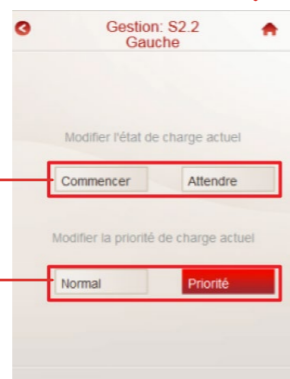 Gestion: S2.2
Gauche
Modifier l'état de charge actuel
Commencer Attendre
Modifier la priorité de charge actuel
Normal Priorité